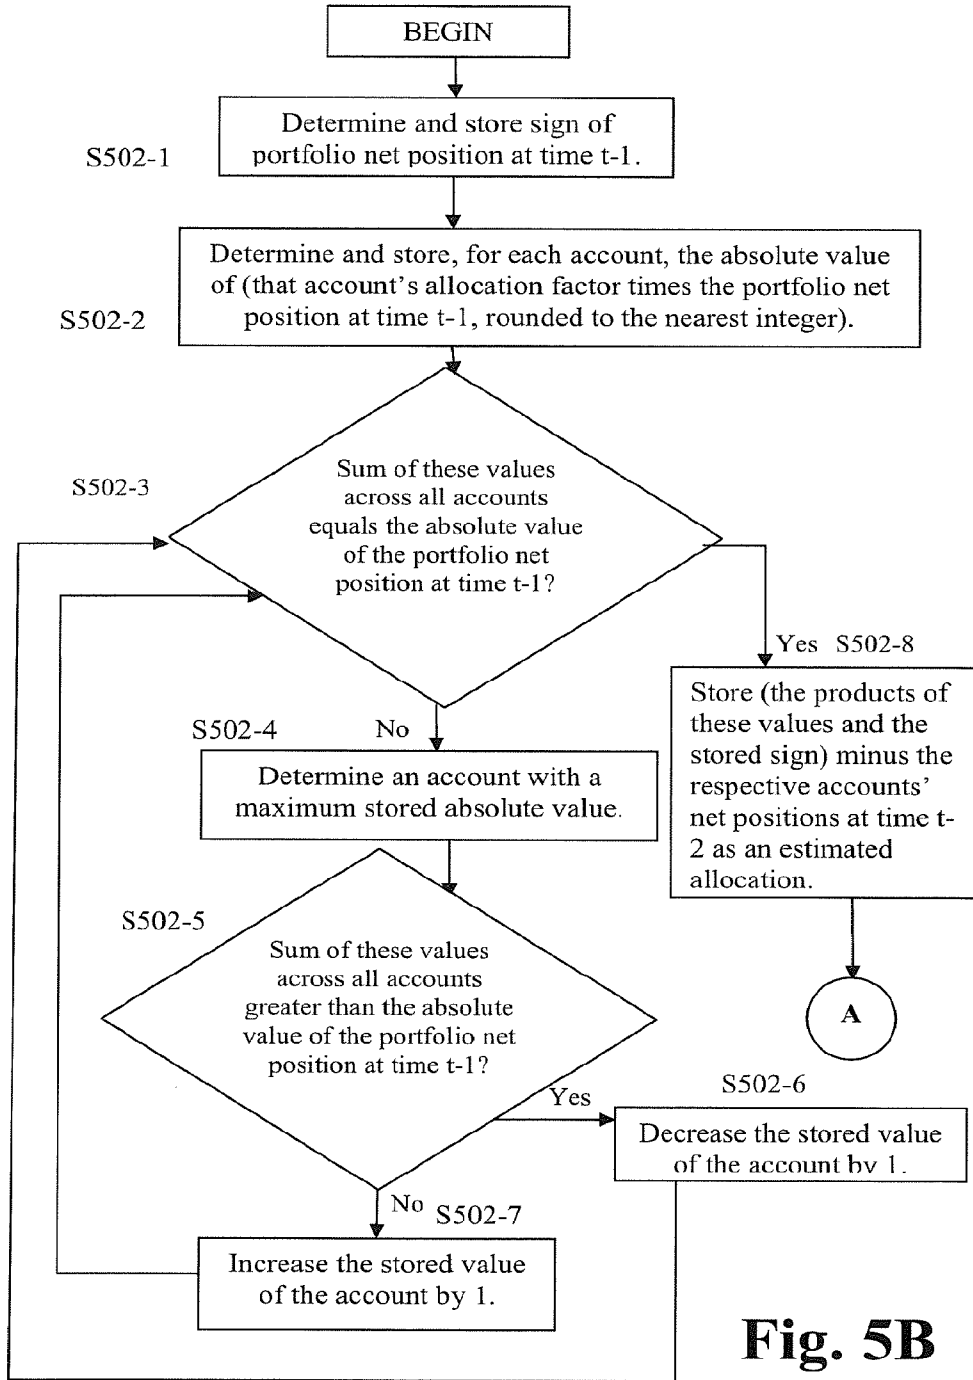 BEGIN
Determine and store sign of
portfolio net position at time t-1.
S502-1
Determine and store, for each account, the absolute value
of (that account's allocation factor times the portfolio net
position at time t-1, rounded to the nearest integer).
S502-2
Sum of these values
across all accounts
equals the absolute value
of the portfolio net
position at time t-1?
S502-3
Yes S502-8
Store (the products of
these values and the
stored sign) minus the
respective accounts'
net positions at time t-
2 as an estimated
allocation.
A
S502-4
No
Determine an account with a
maximum stored absolute value.
S502-5
Sum of these values
across all accounts
greater than the absolute
value of the portfolio net
position at time t-1?
Yes
S502-6
Decrease the stored value
of the account by 1.
No S502-7
Increase the stored value
of the account by 1.
Fig. 5B